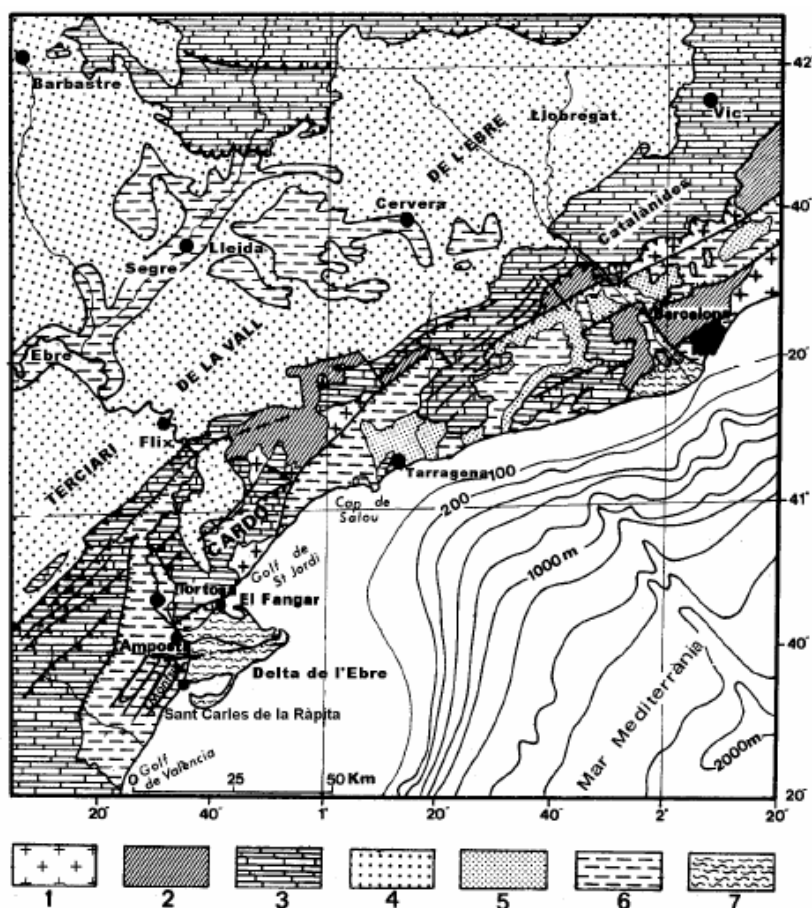 42°
Barbastre
Vic
Llobregat
DE L'EBRE
Catalànides
40'
Cervera
Lleida
Segre
Barcelona
DE LA VALL
Ebre
20'
Flix
TERCIARI
Tarragona
100
200
Cap de
Salou
41°
CARDÓ
Golf de
St Jordi
1000 m
Tortosa
El Fangar
Amposta
40'
Delta de l'Ebre
Sant Carles de la Ràpita
Mar Mediterrània
2000m
Golf
de València
0 25 50 Km
20'
20' 40' 1° 20' 40' 2° 20'
1 2 3 4 5 6 7